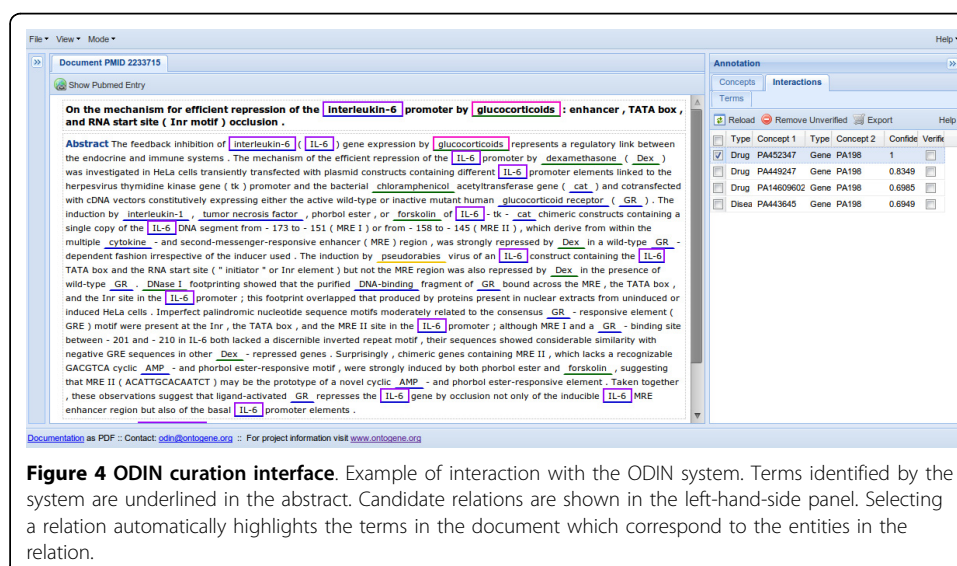 File View Mode Help
Document PMID 2233715
Show Pubmed Entry
On the mechanism for efficient repression of the interleukin-6 promoter by glucocorticoids : enhancer , TATA box ,
and RNA start site ( Inr motif ) occlusion .
Abstract The feedback inhibition of interleukin-6 ( IL-6 ) gene expression by glucocorticoids represents a regulatory link between
the endocrine and immune systems . The mechanism of the efficient repression of the IL-6 promoter by dexamethasone ( Dex )
was investigated in HeLa cells transiently transfected with plasmid constructs containing different IL-6 promoter elements linked to the
herpesvirus thymidine kinase gene ( tk ) promoter and the bacterial chloramphenicol acetyltransferase gene ( cat ) and cotransfected
with cDNA vectors constitutively expressing either the active wild-type or inactive mutant human glucocorticoid receptor ( GR ) . The
induction by interleukin-1 , tumor necrosis factor , phorbol ester , or forskolin of IL-6 - tk - cat chimeric constructs containing a
single copy of the IL-6 DNA segment from - 173 to - 151 ( MRE I ) or from - 158 to - 145 ( MRE II ) , which derive from within the
multiple cytokine - and second-messenger-responsive enhancer ( MRE ) region , was strongly repressed by Dex in a wild-type GR -
dependent fashion irrespective of the inducer used . The induction by pseudorabies virus of an IL-6 construct containing the IL-6
TATA box and the RNA start site ( " initiator " or Inr element ) but not the MRE region was also repressed by Dex in the presence of
wild-type GR . DNase I footprinting showed that the purified DNA-binding fragment of GR bound across the MRE , the TATA box ,
and the Inr site in the IL-6 promoter ; this footprint overlapped that produced by proteins present in nuclear extracts from uninduced or
induced HeLa cells . Imperfect palindromic nucleotide sequence motifs moderately related to the consensus GR - responsive element (
GRE ) motif were present at the Inr , the TATA box , and the MRE II site in the IL-6 promoter ; although MRE I and a GR - binding site
between - 201 and - 210 in IL-6 both lacked a discernible inverted repeat motif , their sequences showed considerable similarity with
negative GRE sequences in other Dex - repressed genes . Surprisingly , chimeric genes containing MRE II , which lacks a recognizable
GACGTCA cyclic AMP - and phorbol ester-responsive motif , were strongly induced by both phorbol ester and forskolin , suggesting
that MRE II ( ACATTGCACAATCT ) may be the prototype of a novel cyclic AMP - and phorbol ester-responsive element . Taken together
, these observations suggest that ligand-activated GR represses the IL-6 gene by occlusion not only of the inducible IL-6 MRE
enhancer region but also of the basal IL-6 promoter elements .
Annotation
Concepts Interactions
Terms
Reload Remove Unverified Export Help
Type Concept 1 Type Concept 2 Confide Verifie
Drug PA452347 Gene PA198 1
Drug PA449247 Gene PA198 0.8349
Drug PA14609602 Gene PA198 0.6985
Disea PA443645 Gene PA198 0.6949
Documentation as PDF :: Contact: odin@ontogene.org :: For project information visit www.ontogene.org
Figure 4 ODIN curation interface. Example of interaction with the ODIN system. Terms identified by the
system are underlined in the abstract. Candidate relations are shown in the left-hand-side panel. Selecting
a relation automatically highlights the terms in the document which correspond to the entities in the
relation.